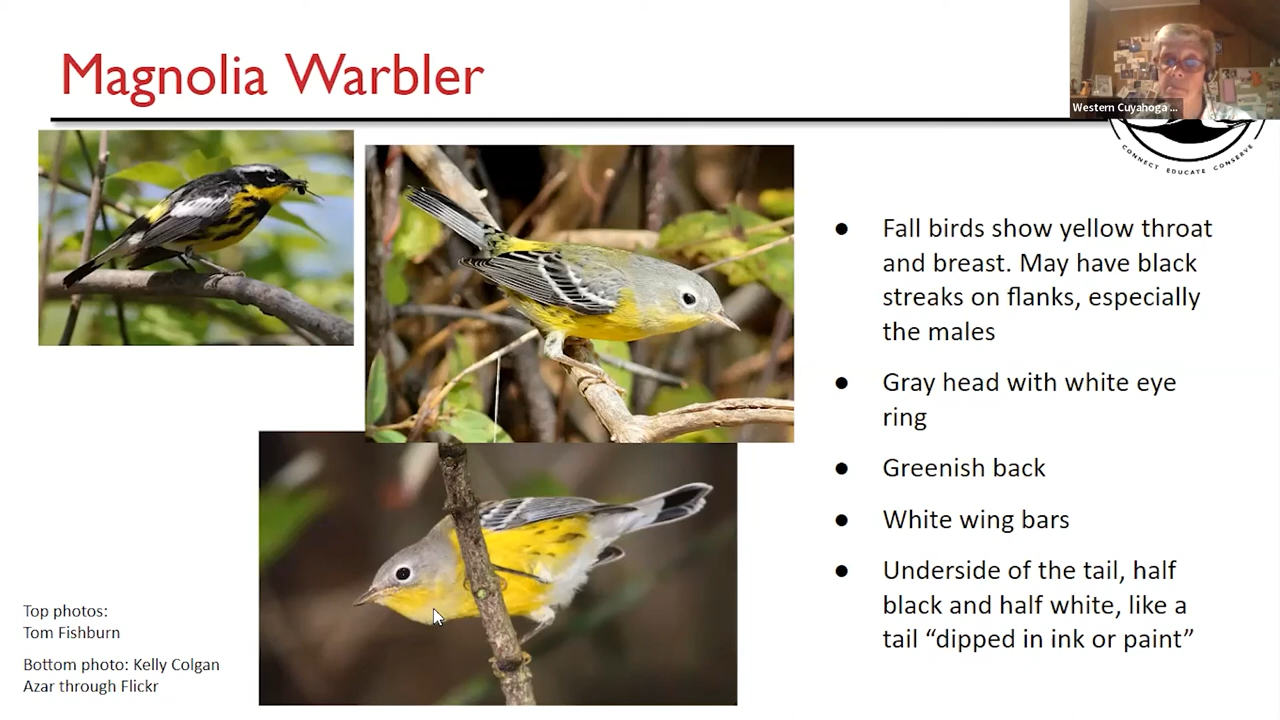 Magnolia Warbler
Western Cuyahoga ...
CONNECT EDUCATE CONSERVE
● Fall birds show yellow throat
and breast. May have black
streaks on flanks, especially
the males
● Gray head with white eye
ring
● Greenish back
● White wing bars
● Underside of the tail, half
black and half white, like a
tail “dipped in ink or paint”
Top photos:
Tom Fishburn
Bottom photo: Kelly Colgan
Azar through Flickr